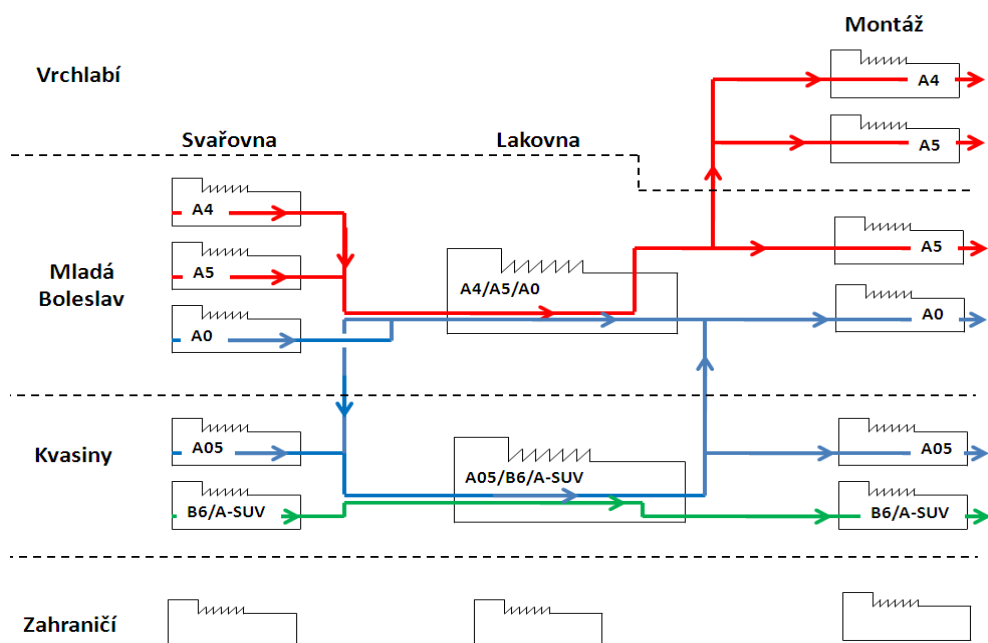 Montáž
Vrchlabí
A4
A5
Svařovna
Lakovna
A4
A5
A5
Mladá
Boleslav
A4/A5/A0
A0
A0
Kvasiny
A05
A05/B6/A-SUV
A05
B6/A-SUV
B6/A-SUV
Zahraničí